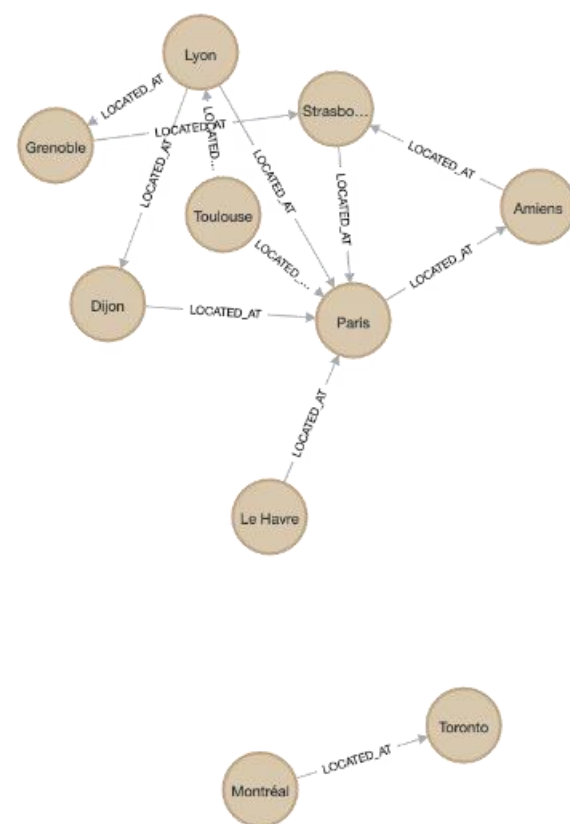 Lyon
LOCATED_AT
Strasbo...
Grenoble
LOCATED_AT
LOCATED...
LOCATED_AT
LOCATED_AT
LOCATED_AT
LOCATED_AT
Toulouse
Amiens
LOCATED_...
LOCATED_AT
Dijon
LOCATED_AT
Paris
LOCATED_AT
Le Havre
Toronto
LOCATED_AT
Montréal